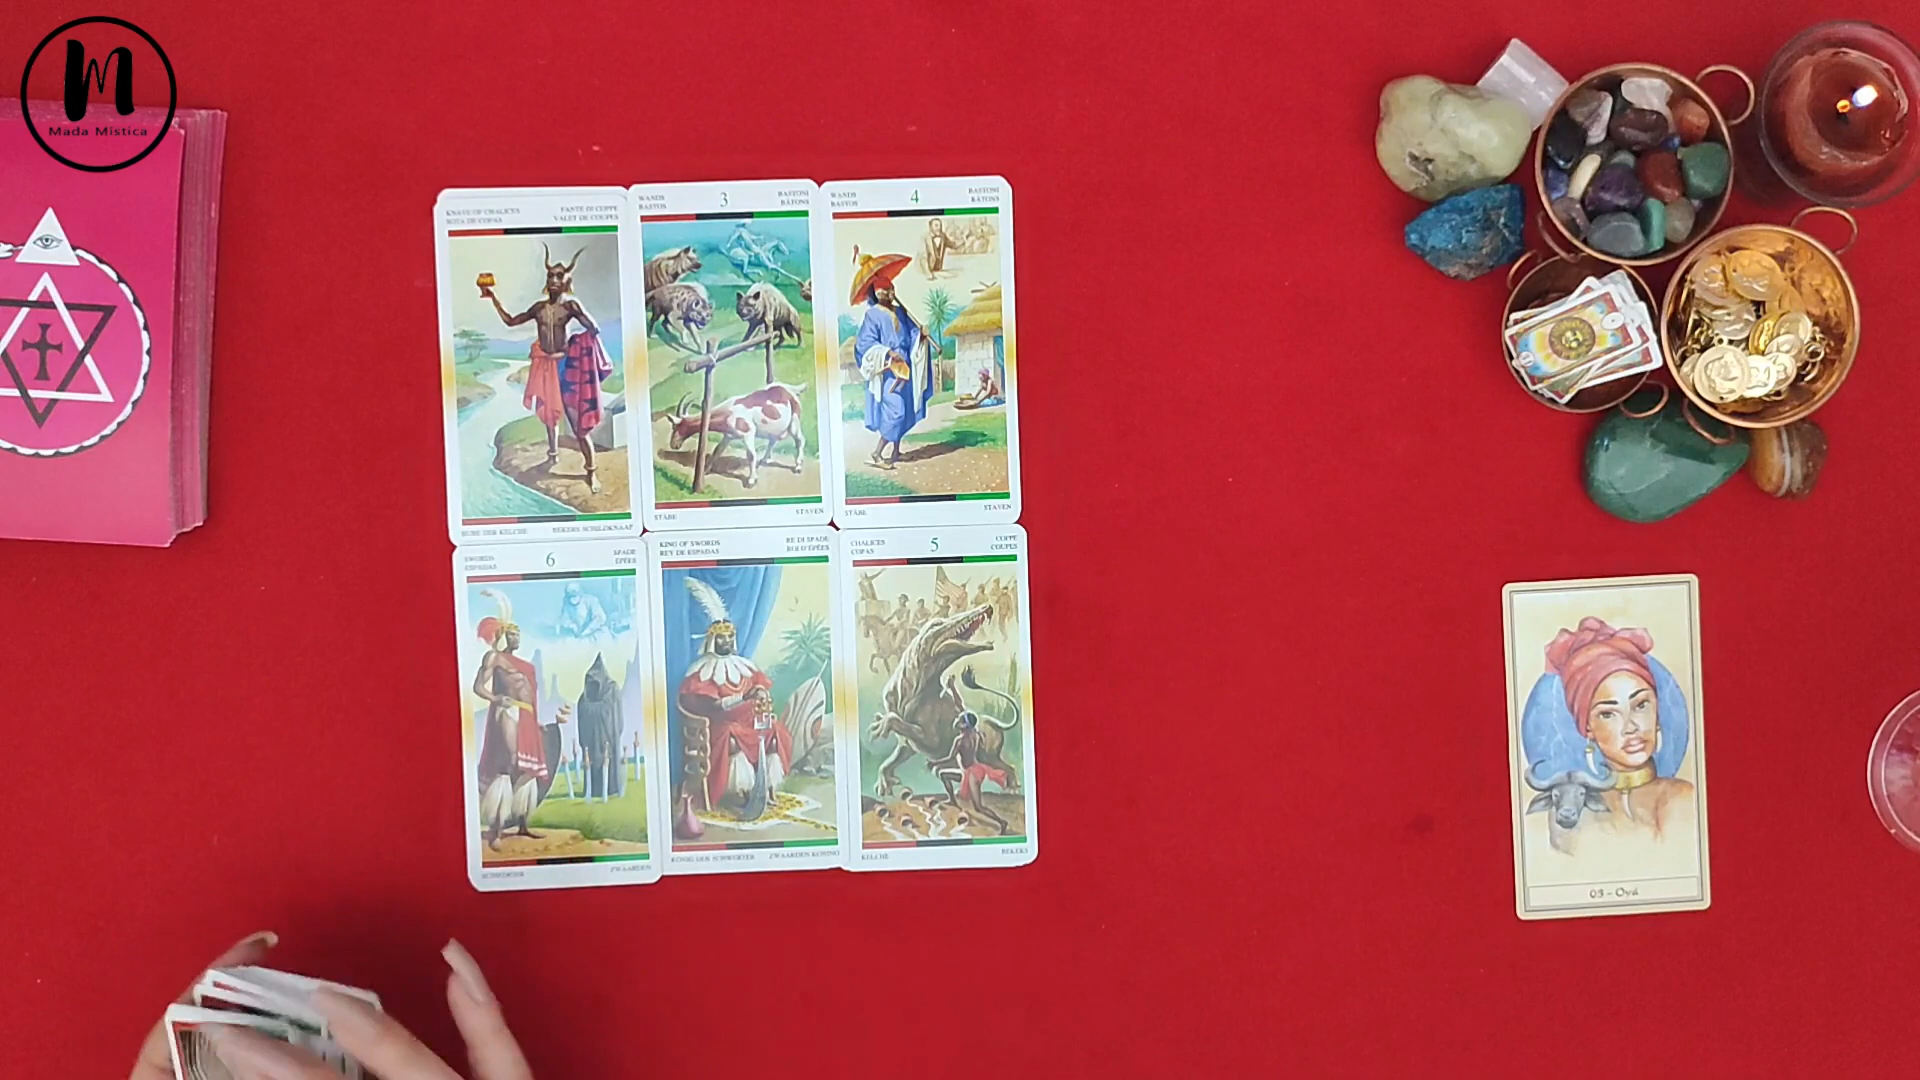 M
Mada Mística
KNAVE OF CHALICES
SOTA DE COPAS
FANTE DI COPPE
VALET DE COUPES
BUBE DER KELCHE
BEKERS SCHILDKNAAP
WANDS
BASTOS
3
BASTONI
BÂTONS
STÄBE
STAVEN
WANDS
BASTOS
4
BASTONI
BÂTONS
STÄBE
STAVEN
SWORDS
ESPADAS
6
SPADE
ÉPÉES
SCHWERTER
ZWAARDEN
KING OF SWORDS
REY DE ESPADAS
RE DI SPADE
ROI D'ÉPÉES
KÖNIG DER SCHWERTER
ZWAARDEN KONING
CHALICES
COPAS
5
COPPE
COUPES
KELCHE
BEKERS
03 - Oyá